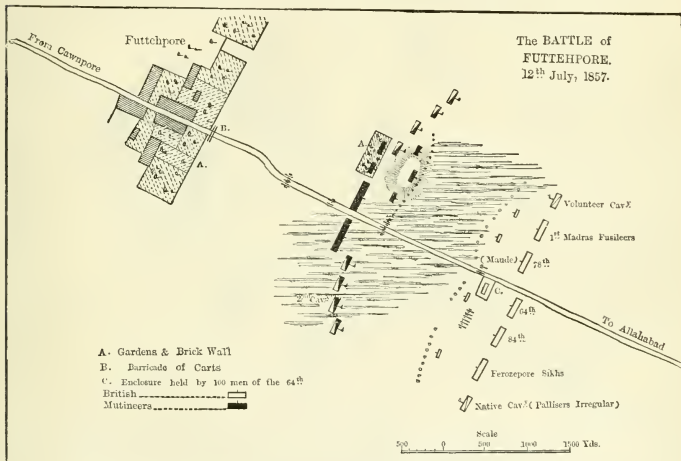 The BATTLE of
FUTTEHPORE.
12th July, 1857.
From Cawnpore
Futtchpore
B.
A.
A.
Volunteer Cavy
1st Madras Fusileers
(Maude)
78th
C.
64th
84th
To Allahabad
Ferozepore Sikhs
Native Cavy (Pallisers Irregular)
A. Gardens & Brick Wall
B. Barricade of Carts
C. Enclosure held by 100 men of the 64th
British
Mutineers
Scale
500 0 500 1000 1500 Yds.